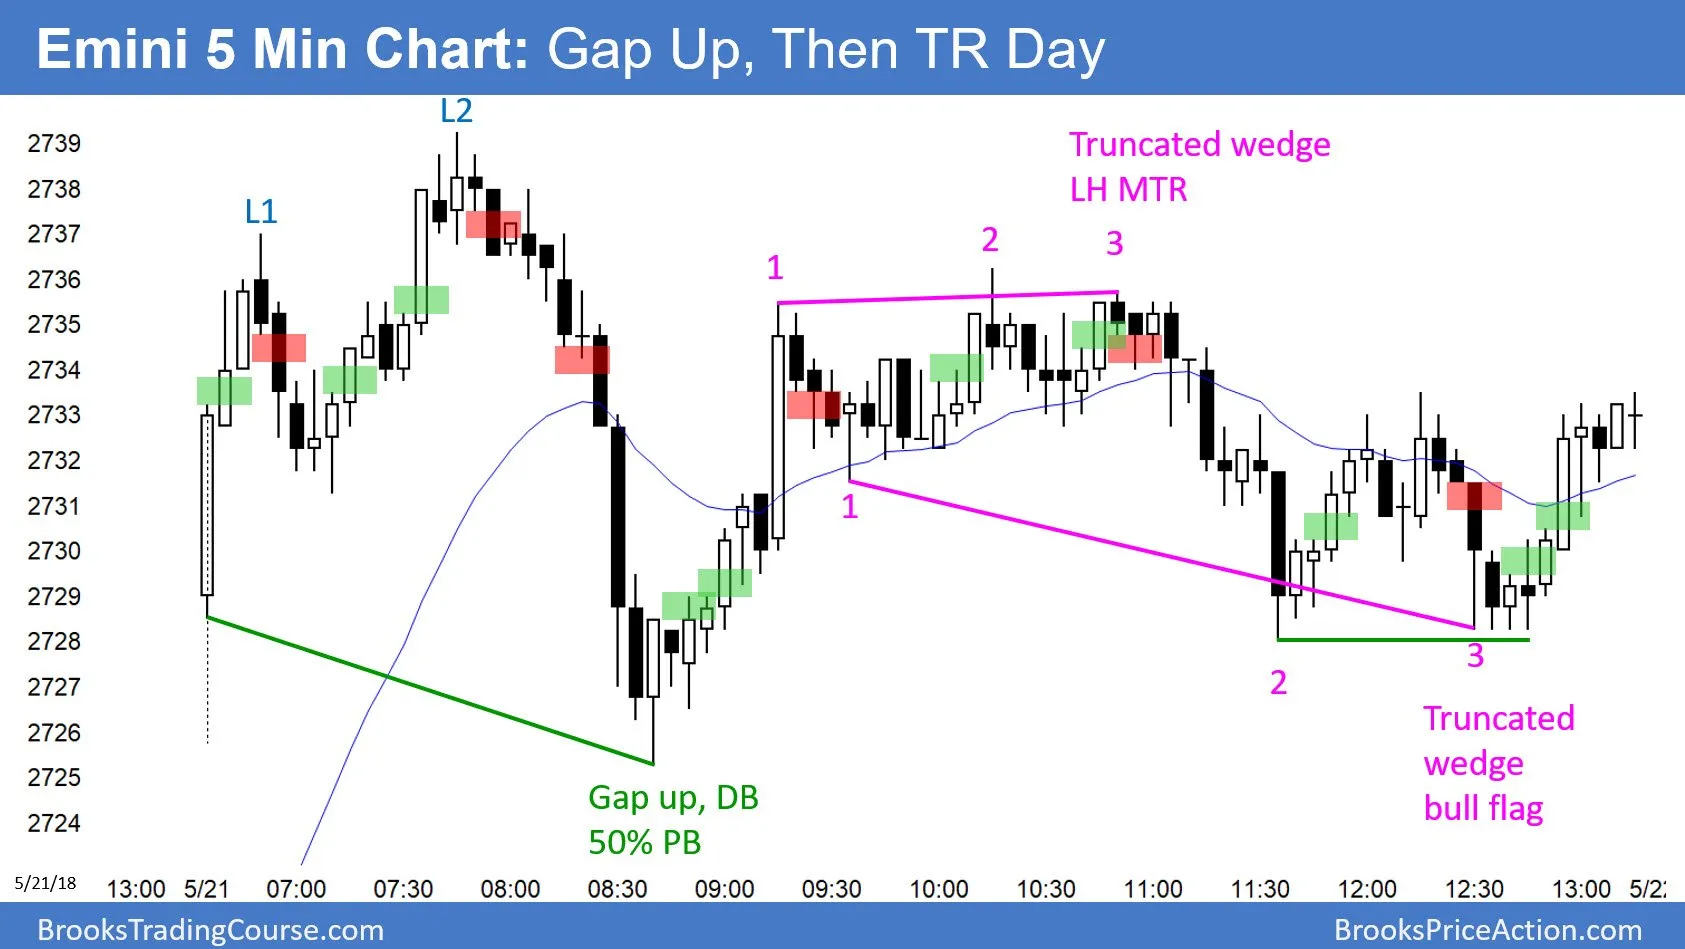 Emini 5 Min Chart: Gap Up, Then TR Day
L2
2739
Truncated wedge
2738
LH MTR
L1
2737
2
3
1
2736
2735
2734
2733
2732
2731
1
2730
2729
2728
3
2
2727
Truncated
2726
wedge
2725
Gap up, DB
bull flag
2724
50% PB
5/21/18 13:00 5/21 07:00 07:30 08:00 08:30 09:00 09:30 10:00 10:30 11:00 11:30 12:00 12:30 13:00 5/2
BrooksTradingCourse.com
BrooksPriceAction.com